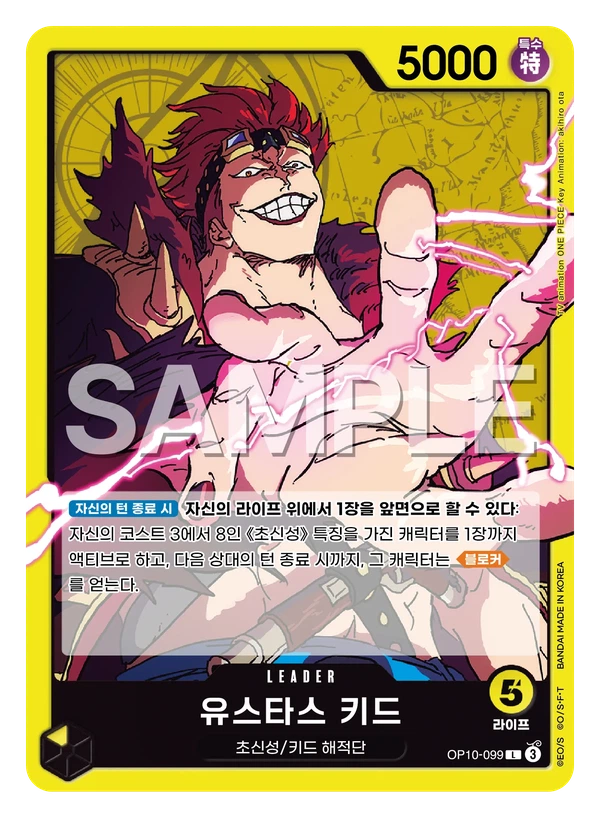 5000
특수
特
TV animation ONE PIECE Key Animation: akihiro ota
SAMPLE
자신의 턴 종료 시 자신의 라이프 위에서 1장을 앞면으로 할 수 있다:
자신의 코스트 3에서 8인 《초신성》 특징을 가진 캐릭터를 1장까지
액티브로 하고, 다음 상대의 턴 종료 시까지, 그 캐릭터는 블로커
를 얻는다.
LEADER
유스타스 키드
초신성/키드 해적단
5
라이프
OP10-099 L 3
©EO/S ©O/S·F·T BANDAI MADE IN KOREA